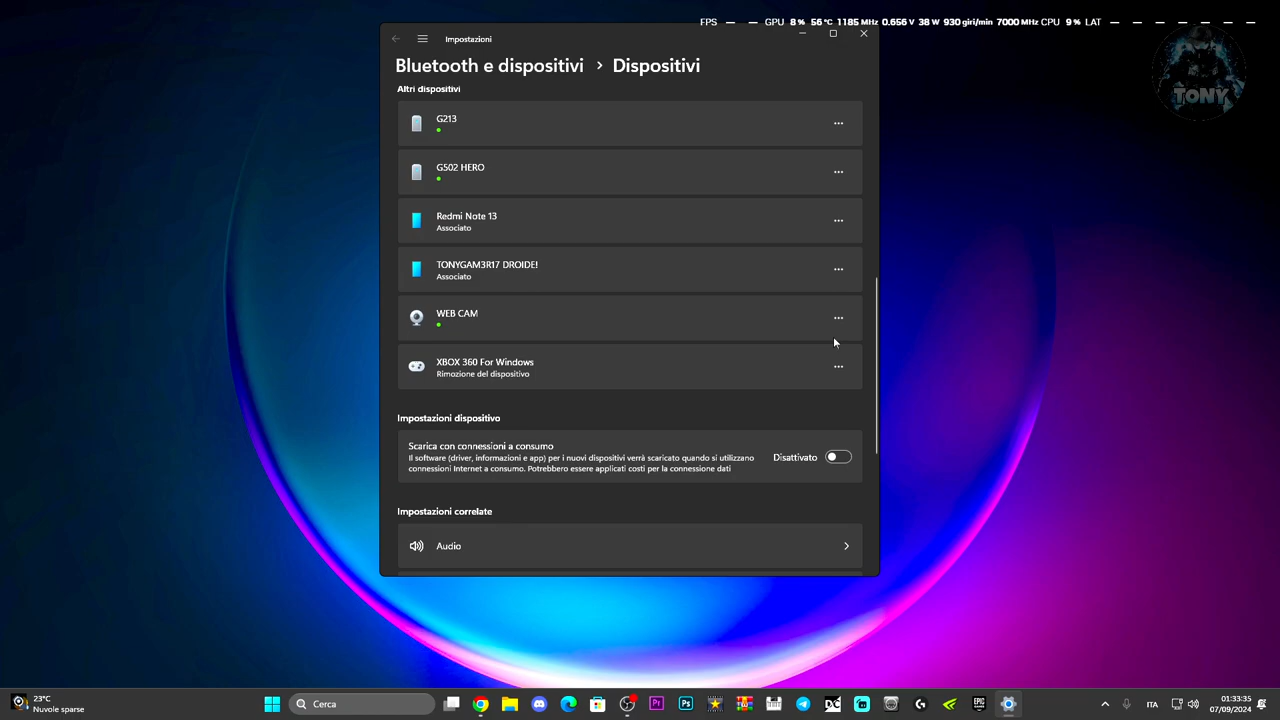 FPS — — GPU 8 % 56 °C 1185 MHz 0.656 V 38 W 930 giri/min 7000 MHz CPU 9 % LAT — — — — — — —
Impostazioni
Bluetooth e dispositivi > Dispositivi
TONY
Altri dispositivi
G213
G502 HERO
Redmi Note 13
Associato
TONYGAM3R17 DROIDE!
Associato
WEB CAM
XBOX 360 For Windows
Rimozione del dispositivo
Impostazioni dispositivo
Scarica con connessioni a consumo
Il software (driver, informazioni e app) per i nuovi dispositivi verrà scaricato quando si utilizzano
connessioni Internet a consumo. Potrebbero essere applicati costi per la connessione dati
Disattivato
Impostazioni correlate
Audio
23°C
Nuvole sparse
Cerca
Pr
Ps
DC
EPIC
ITA
01:33:35
07/09/2024